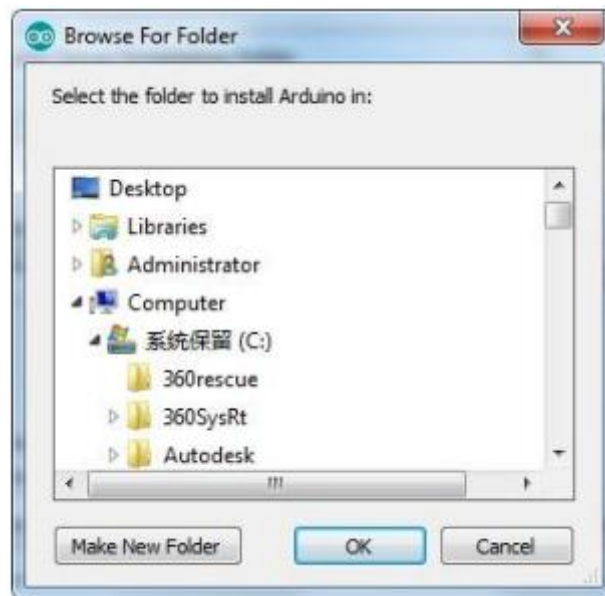 Browse For Folder
Select the folder to install Arduino in:
Desktop
Libraries
Administrator
Computer
系统保留 (C:)
360rescue
360SysRt
Autodesk
Make New Folder
OK
Cancel